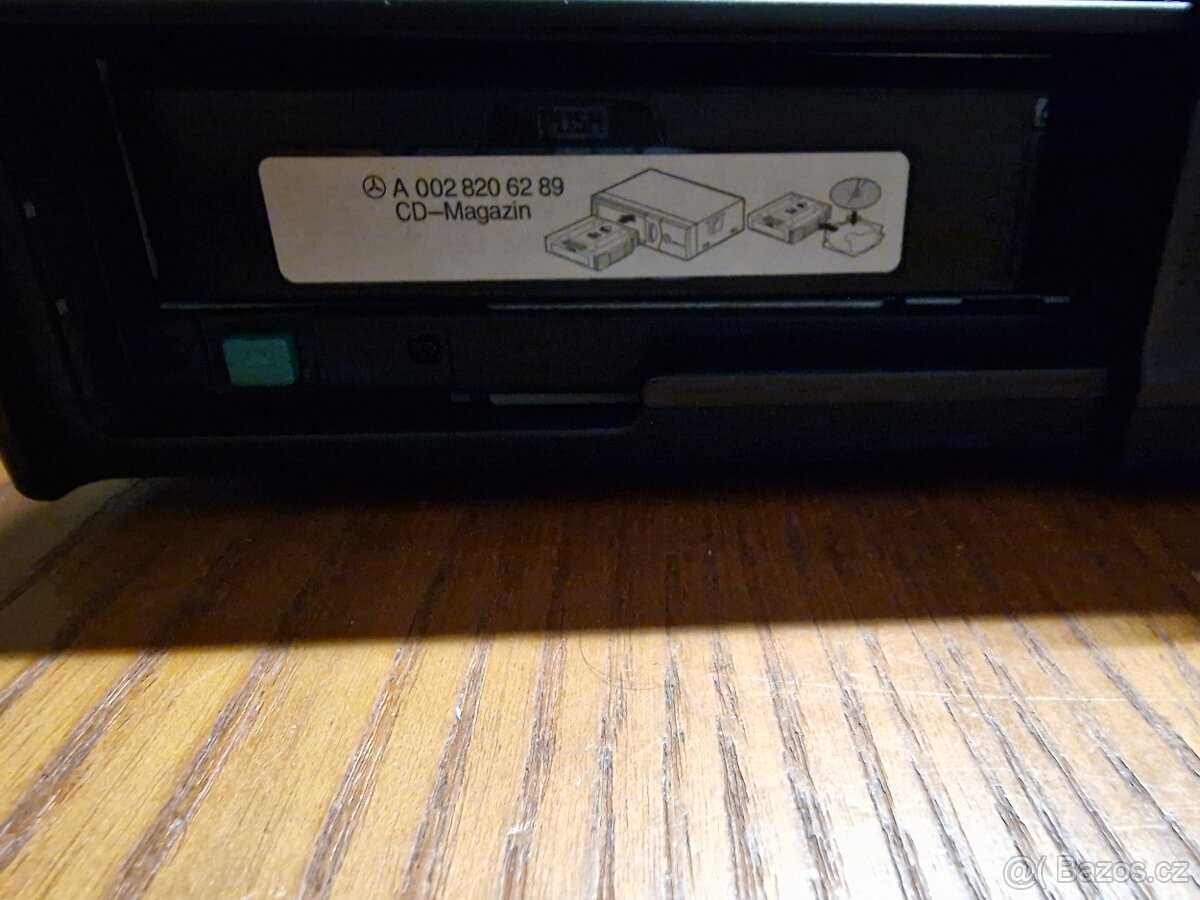 PUSH
A 002 820 62 89
CD-Magazin
@( Bazos.cz